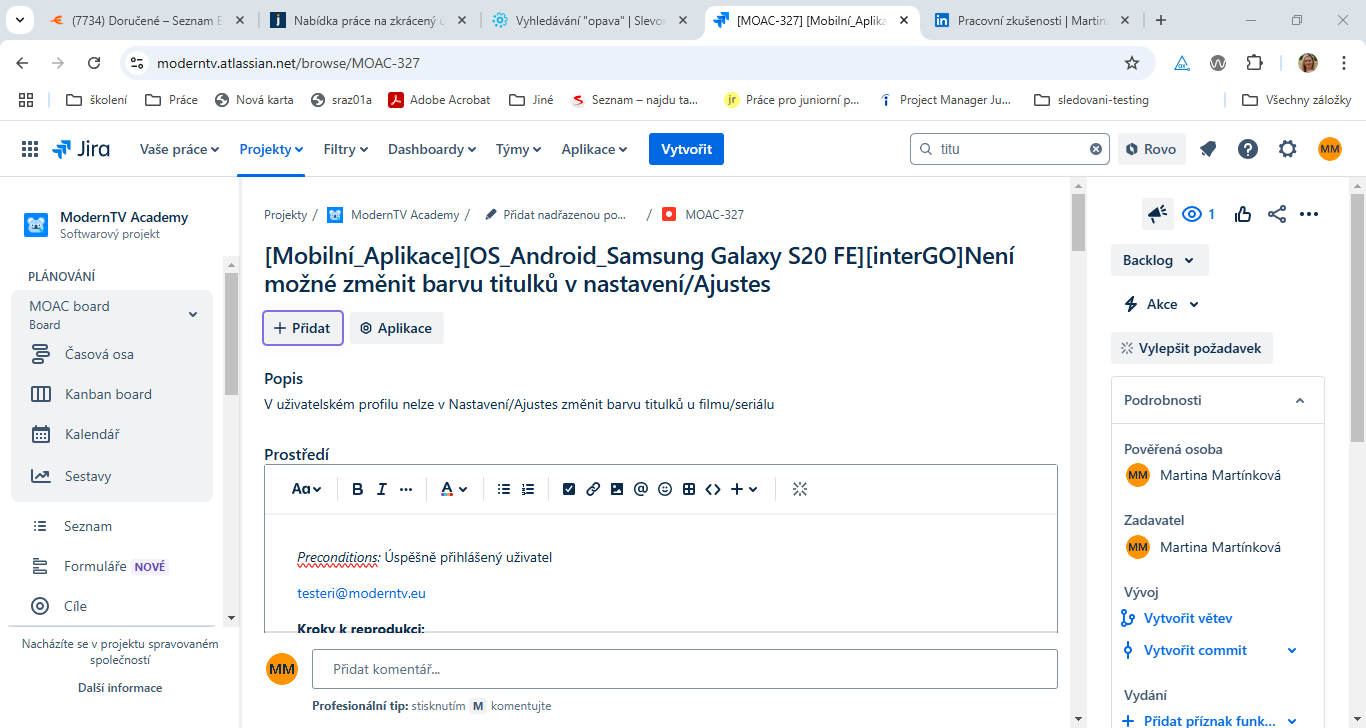 (7734) Doručené – Seznam E
Nabídka práce na zkrácený ú
Vyhledávání "opava" | Slevor
[MOAC-327] [Mobilní_Aplika
Pracovní zkušenosti | Martina
moderntv.atlassian.net/browse/MOAC-327
školení
Práce
Nová karta
sraz01a
Adobe Acrobat
Jiné
Seznam – najdu ta...
Práce pro juniorní p...
Project Manager Ju...
sledovani-testing
Všechny záložky
Jira
Vaše práce
Projekty
Filtry
Dashboardy
Týmy
Aplikace
Vytvořit
titu
Rovo
MM
ModernTV Academy
Softwarový projekt
PLÁNOVÁNÍ
MOAC board
Board
Časová osa
Kanban board
Kalendář
Sestavy
Seznam
Formuláře NOVÉ
Cíle
Nacházíte se v projektu spravovaném
společností
Další informace
Projekty / ModernTV Academy / Přidat nadřazenou po... / MOAC-327
[Mobilní_Aplikace][OS_Android_Samsung Galaxy S20 FE][interGO]Není
možné změnit barvu titulků v nastavení/Ajustes
+ Přidat
Aplikace
Popis
V uživatelském profilu nelze v Nastavení/Ajustes změnit barvu titulků u filmu/seriálu
Prostředí
Aa B I ... A @ <> +
Preconditions: Úspěšně přihlášený uživatel
testeri@moderntv.eu
Kroky k reprodukci:
MM
Přidat komentář...
Profesionální tip: stisknutím M komentujte
1
Backlog
Akce
Vylepšit požadavek
Podrobnosti
Pověřená osoba
MM Martina Martínková
Zadavatel
MM Martina Martínková
Vývoj
Vytvořit větev
Vytvořit commit
Vydání
+ Přidat příznak funk...